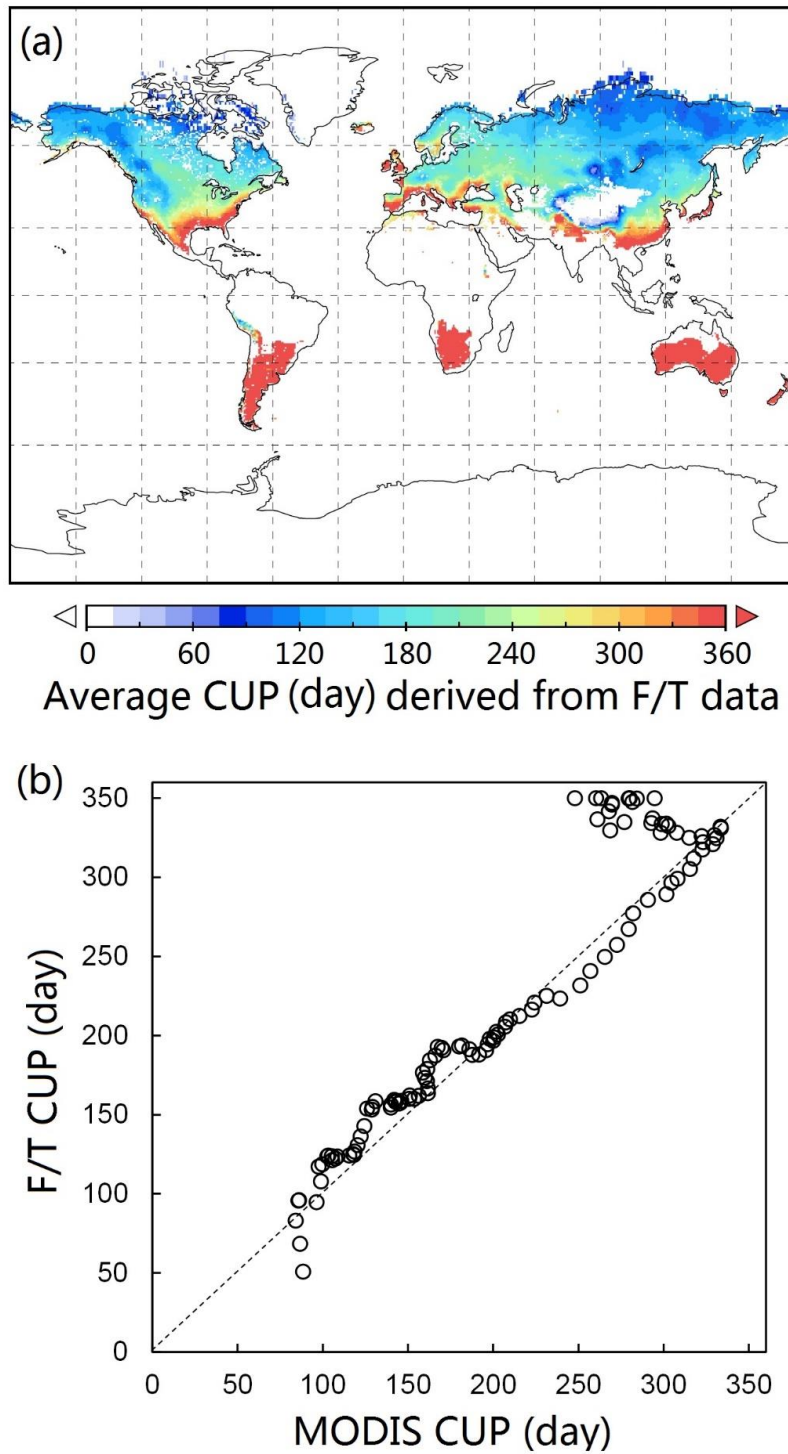 (a)
0 60 120 180 240 300 360
Average CUP (day) derived from F/T data
(b)
350
300
250
200
150
100
50
0
F/T CUP (day)
0 50 100 150 200 250 300 350
MODIS CUP (day)